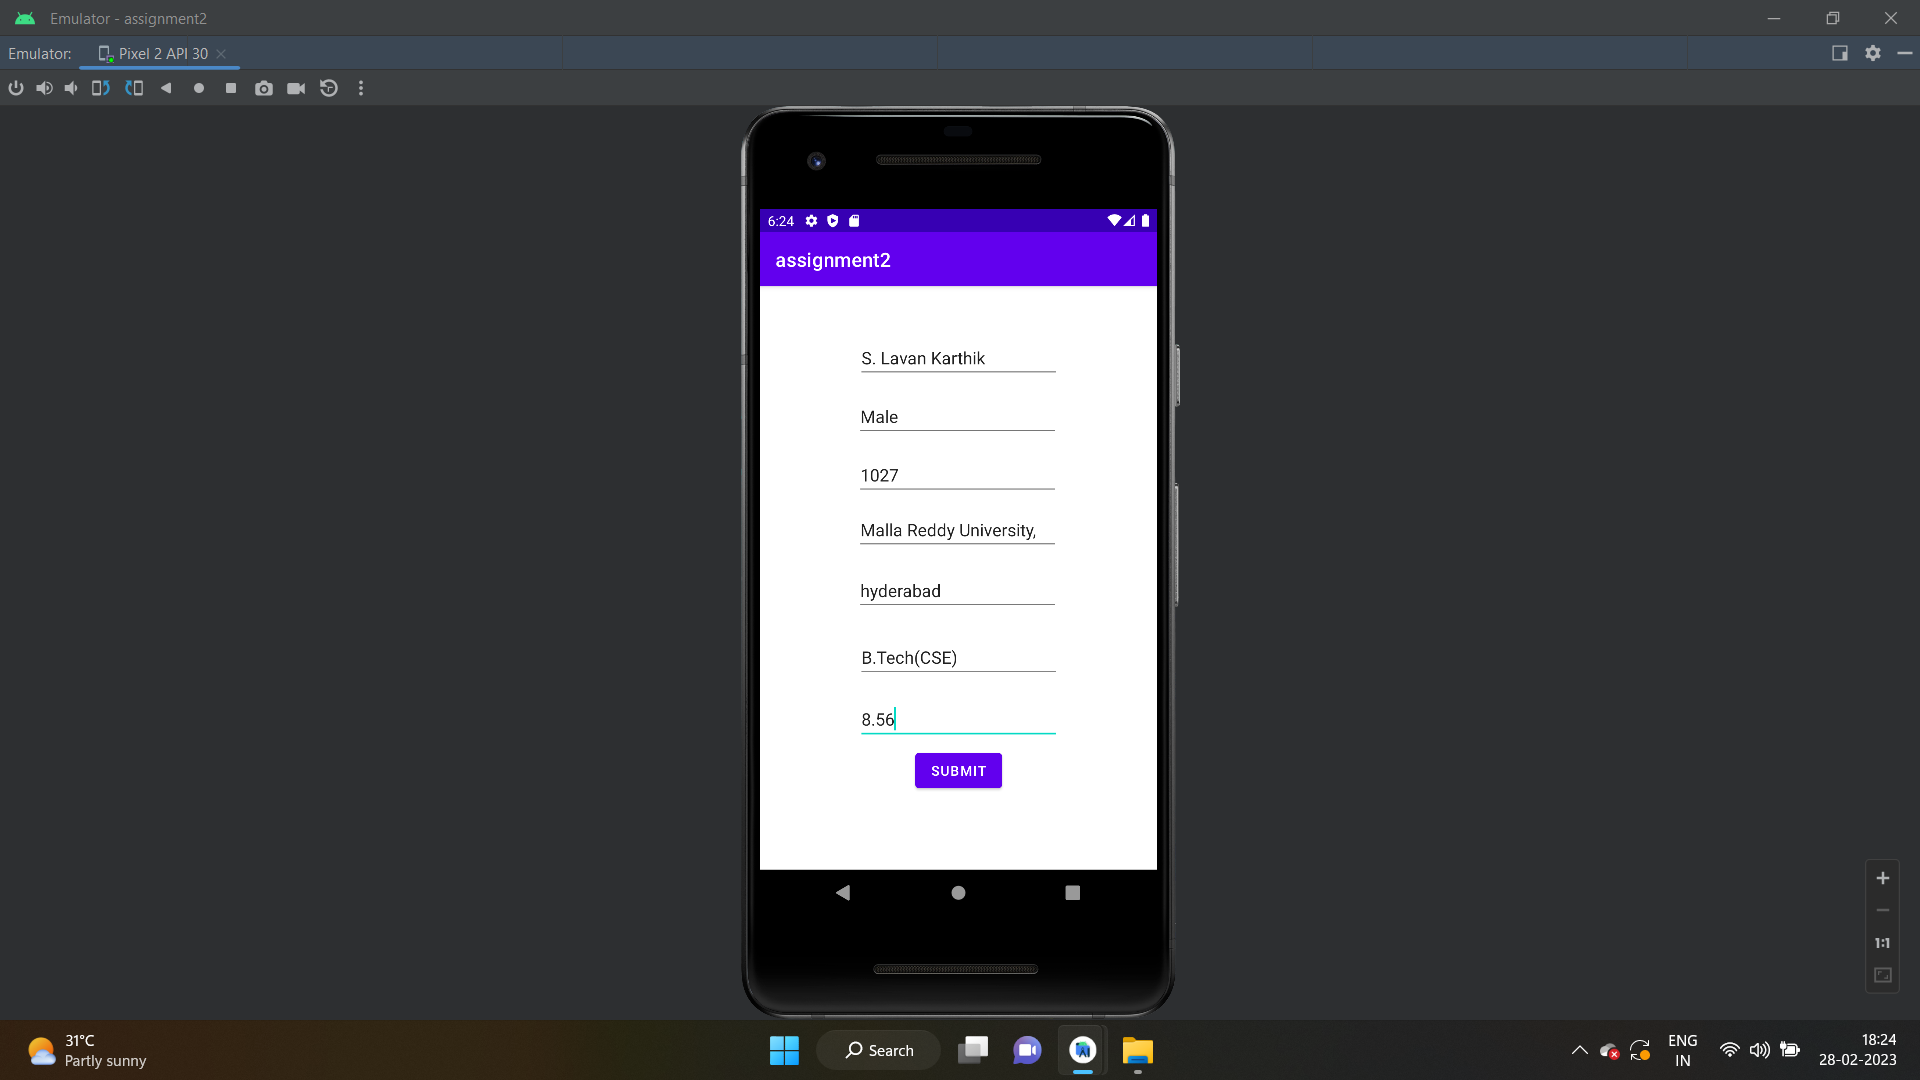 Emulator - assignment2
Emulator: Pixel 2 API 30
6:24
assignment2
S. Lavan Karthik
Male
1027
Malla Reddy University,
hyderabad
B.Tech(CSE)
8.56
SUBMIT
1:1
31°C
Partly sunny
Search
ENG
IN
18:24
28-02-2023